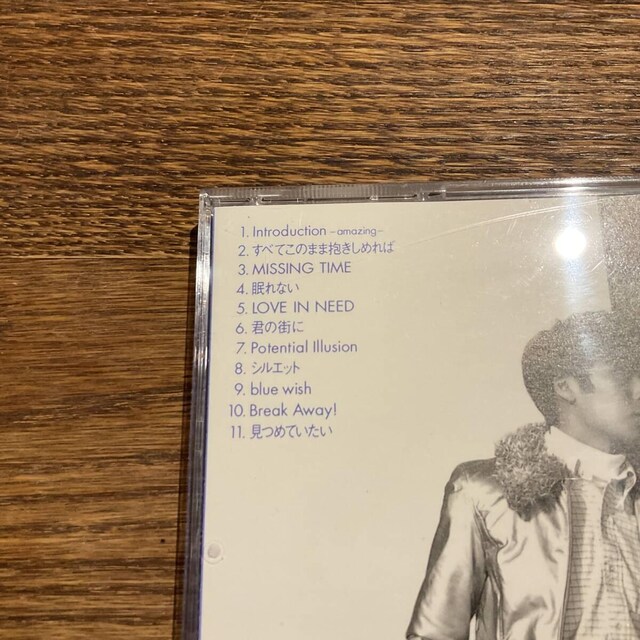 1. Introduction –amazing–
2. すべてこのまま抱きしめれば
3. MISSING TIME
4. 眠れない
5. LOVE IN NEED
6. 君の街に
7. Potential Illusion
8. シルエット
9. blue wish
10. Break Away!
11. 見つめていたい